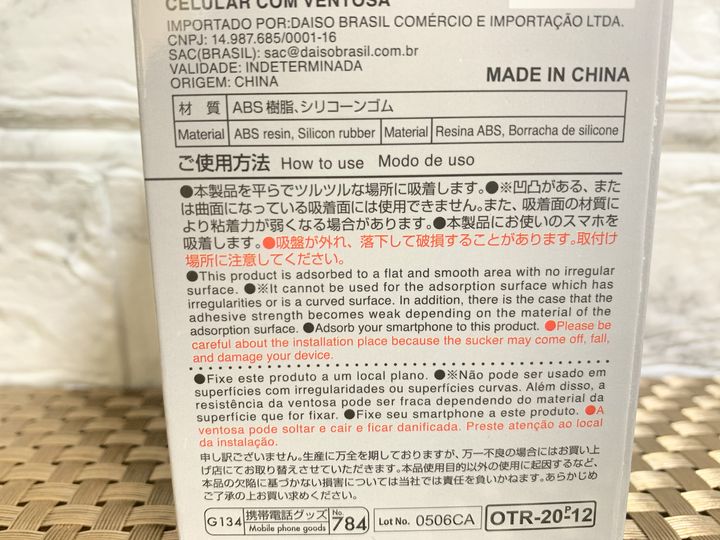 CELULAR COM VENTOSA
IMPORTADO POR:DAISO BRASIL COMÉRCIO E IMPORTAÇÃO LTDA.
CNPJ: 14.987.685/0001-16
SAC(BRASIL): sac@daisobrasil.com.br
VALIDADE: INDETERMINADA
ORIGEM: CHINA
MADE IN CHINA
材 質 ABS樹脂、シリコーンゴム
Material ABS resin, Silicon rubber Material Resina ABS, Borracha de silicone
ご使用方法 How to use Modo de uso
●本製品を平らでツルツルな場所に吸着します。●※凹凸がある、また
は曲面になっている吸着面には使用できません。また、吸着面の材質に
より粘着力が弱くなる場合があります。●本製品にお使いのスマホを
吸着します。●吸盤が外れ、落下して破損することがあります。取付け
場所に注意してください。
●This product is adsorbed to a flat and smooth area with no irregular
surface. ●※It cannot be used for the adsorption surface which has
irregularities or is a curved surface. In addition, there is the case that the
adhesive strength becomes weak depending on the material of the
adsorption surface. ●Adsorb your smartphone to this product. ●Please be
careful about the installation place because the sucker may come off, fall,
and damage your device.
●Fixe este produto a um local plano. ●※Não pode ser usado em
superfícies com irregularidades ou superfícies curvas. Além disso, a
resistência da ventosa pode ser fraca dependendo do material da
superfície que for fixar. ●Fixe seu smartphone a este produto. ●A
ventosa pode soltar e cair e ficar danificada. Preste atenção ao local
da instalação.
申し訳ございません。生産に万全を期しておりますが、万一不良の場合にはお買い上
げ店にてお取り替えさせていただきます。本品使用目的以外の使用に起因するなど、
本品の欠陥に基づかない損害については当社では責任を負いかねます。あらかじめ
ご了承の上お買い求めください。
G134 携帯電話グッズ Mobile phone goods No. 784 Lot No. 0506CA OTR-20-P-12